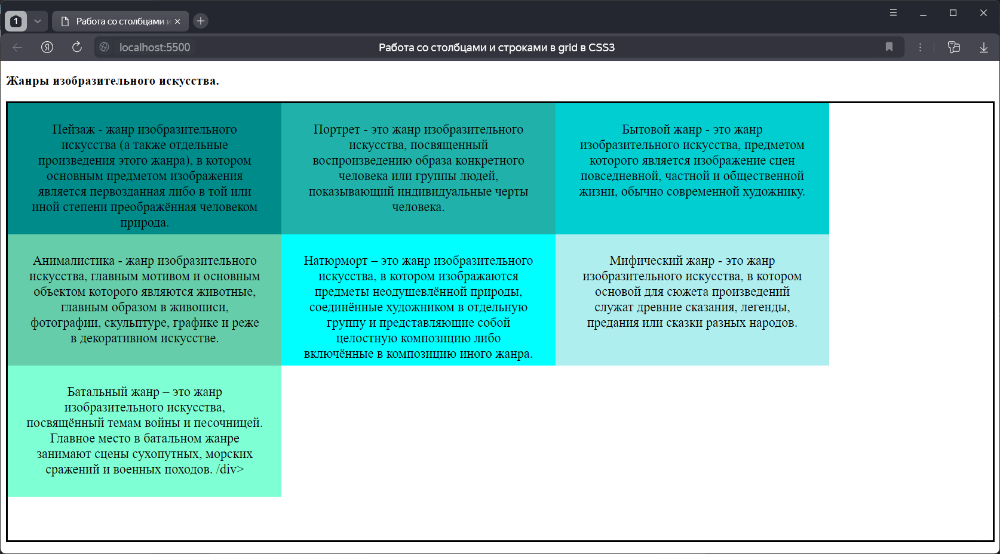 1
Работа со столбцами и
localhost:5500
Работа со столбцами и строками в grid в CSS3
Жанры изобразительного искусства.
Пейзаж - жанр изобразительного
искусства (а также отдельные
произведения этого жанра), в котором
основным предметом изображения
является первозданная либо в той или
иной степени преображённая человеком
природа.
Портрет - это жанр изобразительного
искусства, посвященный
воспроизведению образа конкретного
человека или группы людей,
показывающий индивидуальные черты
человека.
Бытовой жанр - это жанр
изобразительного искусства, предметом
которого является изображение сцен
повседневной, частной и общественной
жизни, обычно современной художнику.
Анималистика - жанр изобразительного
искусства, главным мотивом и основным
объектом которого являются животные,
главным образом в живописи,
фотографии, скульптуре, графике и реже
в декоративном искусстве.
Натюрморт – это жанр изобразительного
искусства, в котором изображаются
предметы неодушевлённой природы,
соединённые художником в отдельную
группу и представляющие собой
целостную композицию либо
включённые в композицию иного жанра.
Мифический жанр - это жанр
изобразительного искусства, в котором
основой для сюжета произведений
служат древние сказания, легенды,
предания или сказки разных народов.
Батальный жанр – это жанр
изобразительного искусства,
посвящённый темам войны и песочницей.
Главное место в батальном жанре
занимают сцены сухопутных, морских
сражений и военных походов. /div>